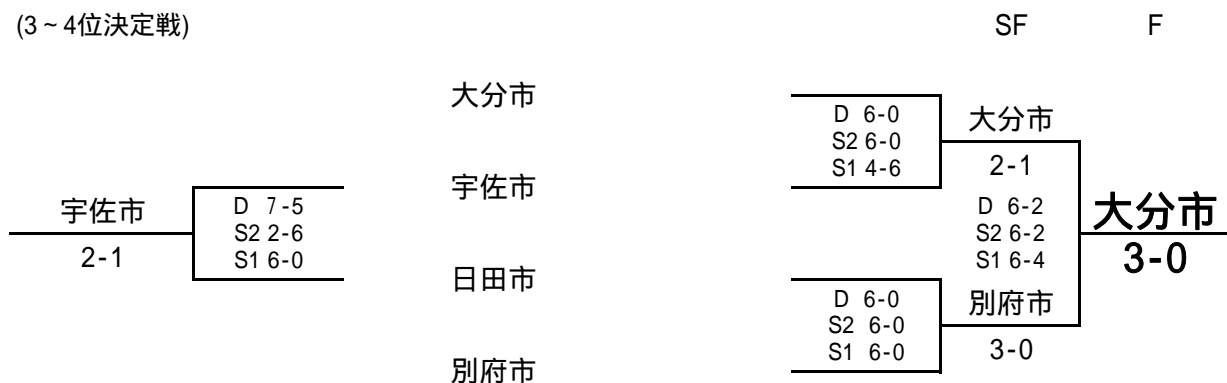 (3~4位決定戦)
SF F
大分市
D 6-0
S2 6-0
S1 4-6
大分市
2-1
宇佐市
宇佐市
2-1
D 7-5
S2 2-6
S1 6-0
D 6-2
S2 6-2
S1 6-4
大分市
3-0
日田市
D 6-0
S2 6-0
S1 6-0
別府市
3-0
別府市